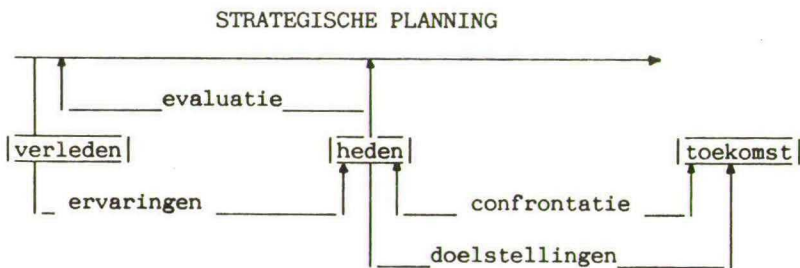 STRATEGISCHE PLANNING
evaluatie
verleden heden toekomst
ervaringen confrontatie
doelstellingen